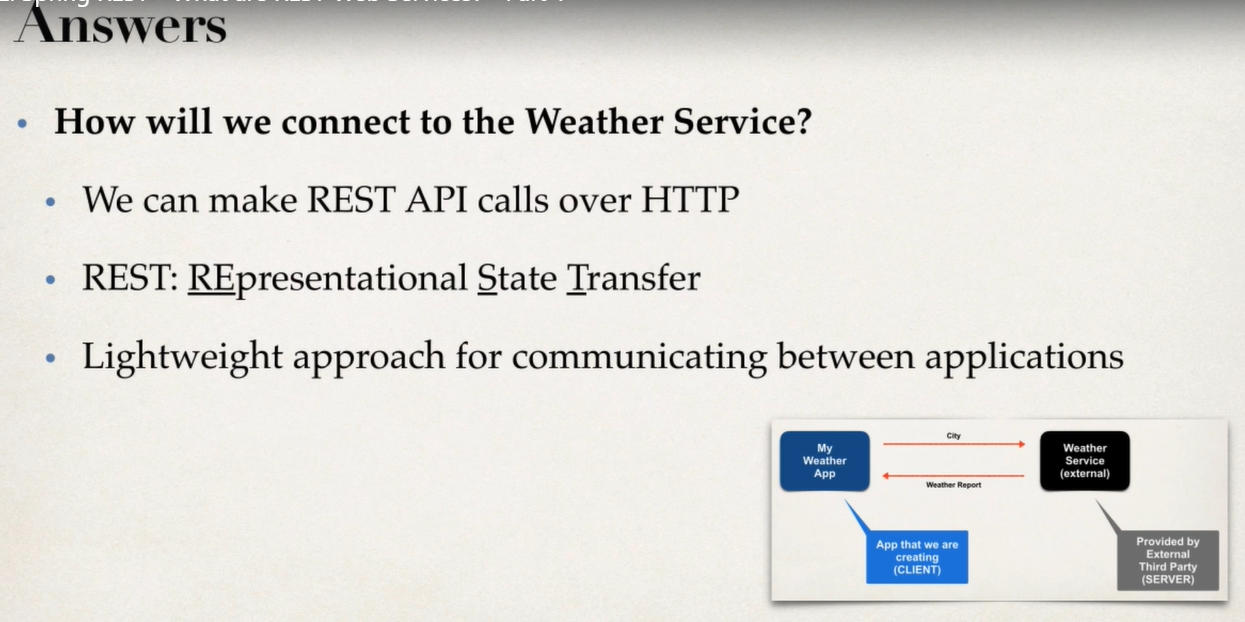 Answers
How will we connect to the Weather Service?
We can make REST API calls over HTTP
REST: REpresentational State Transfer
Lightweight approach for communicating between applications
My
Weather
App
City
Weather Report
Weather
Service
(external)
App that we are
creating
(CLIENT)
Provided by
External
Third Party
(SERVER)